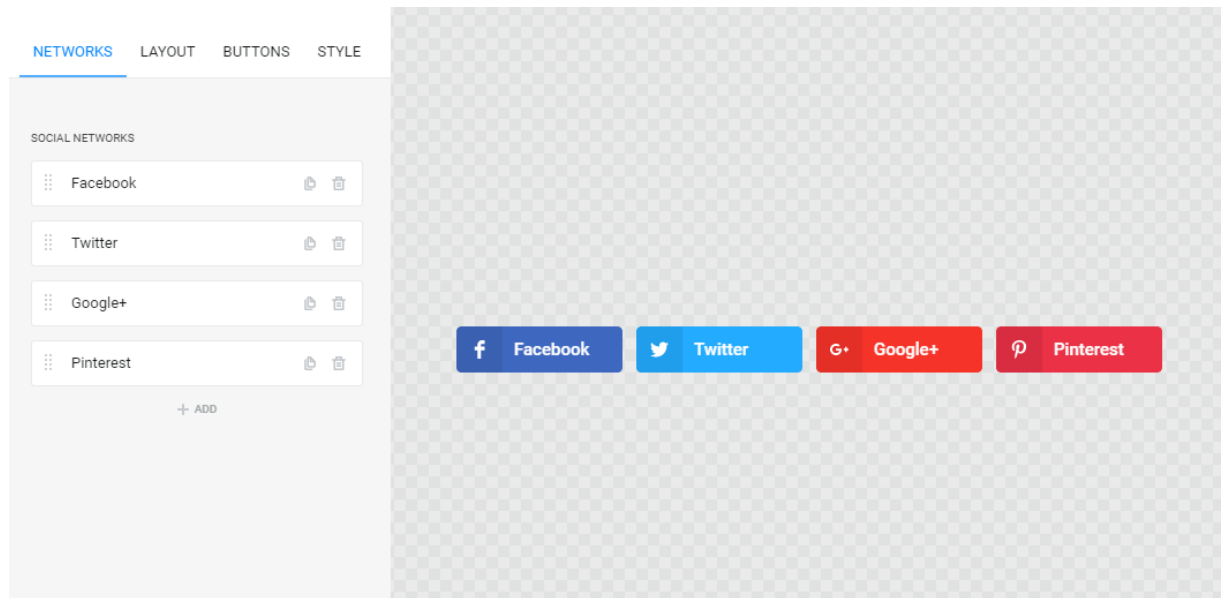 NETWORKS LAYOUT BUTTONS STYLE
SOCIAL NETWORKS
Facebook
Twitter
Google+
Pinterest
+ ADD
Facebook Twitter G+ Google+ Pinterest